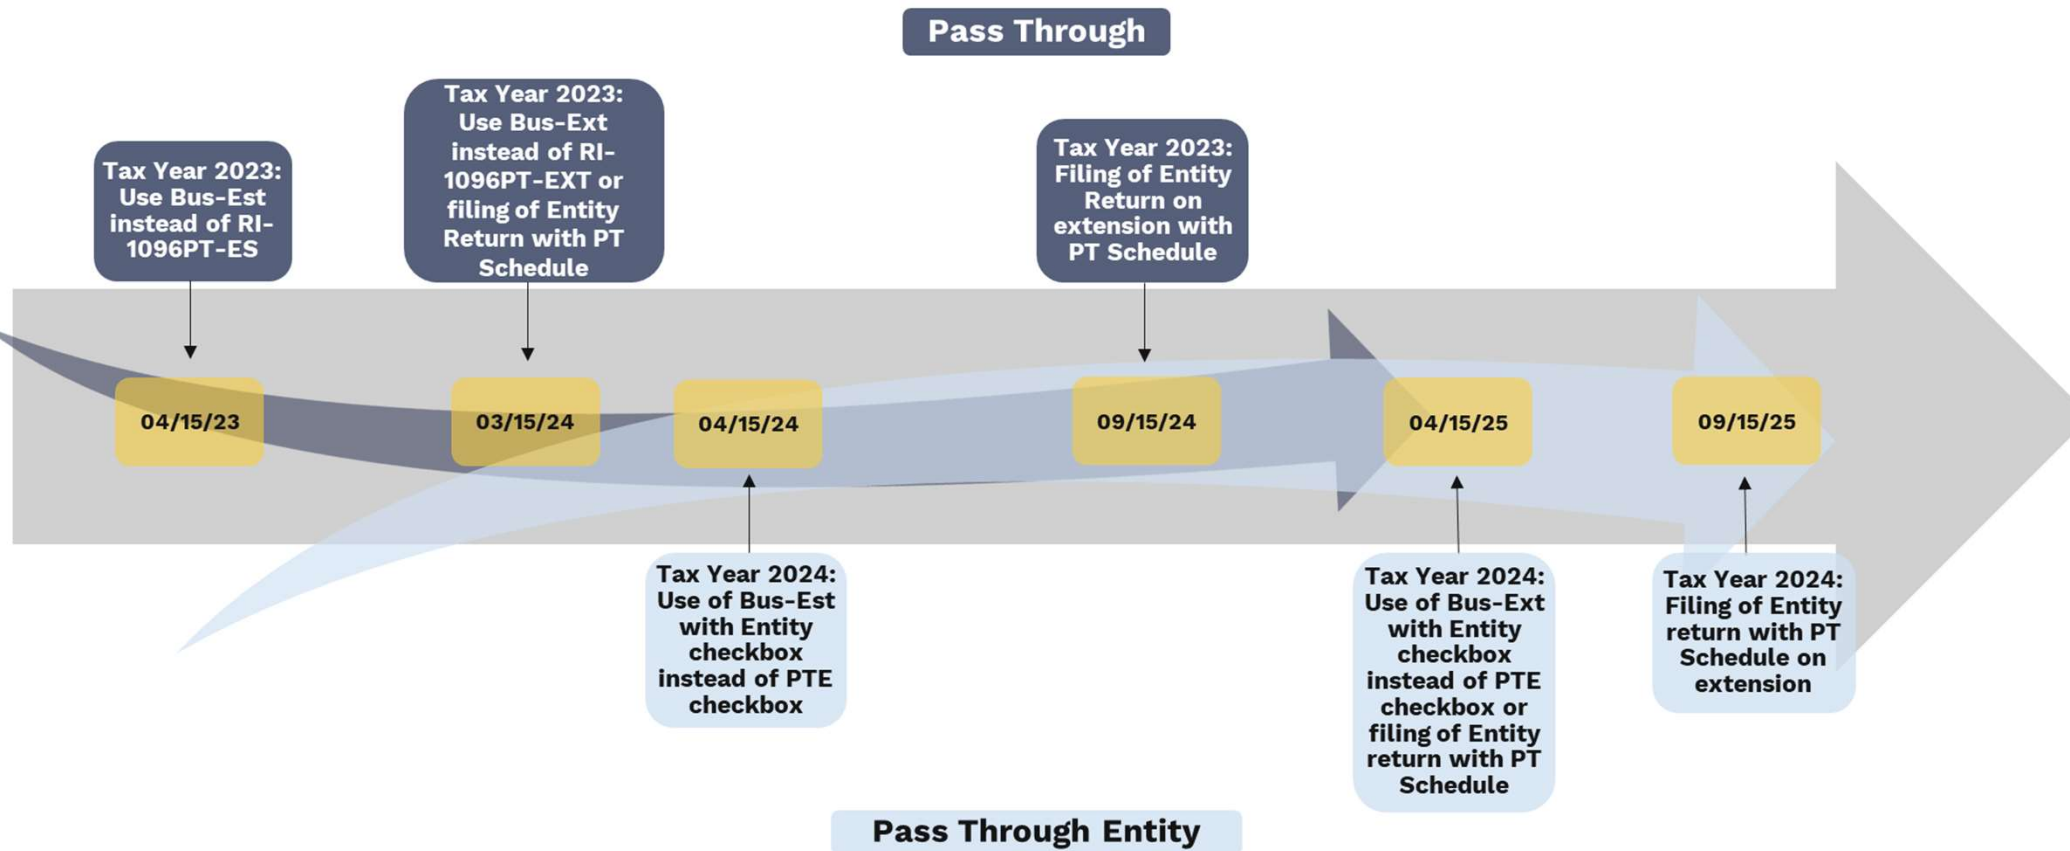 Pass Through
Tax Year 2023:
Use Bus-Est
instead of RI-
1096PT-ES
Tax Year 2023:
Use Bus-Ext
instead of RI-
1096PT-EXT or
filing of Entity
Return with PT
Schedule
Tax Year 2023:
Filing of Entity
Return on
extension with
PT Schedule
04/15/23
03/15/24
04/15/24
09/15/24
04/15/25
09/15/25
Tax Year 2024:
Use of Bus-Est
with Entity
checkbox
instead of PTE
checkbox
Tax Year 2024:
Use of Bus-Ext
with Entity
checkbox
instead of PTE
checkbox or
filing of Entity
return with PT
Schedule
Tax Year 2024:
Filing of Entity
return with PT
Schedule on
extension
Pass Through Entity